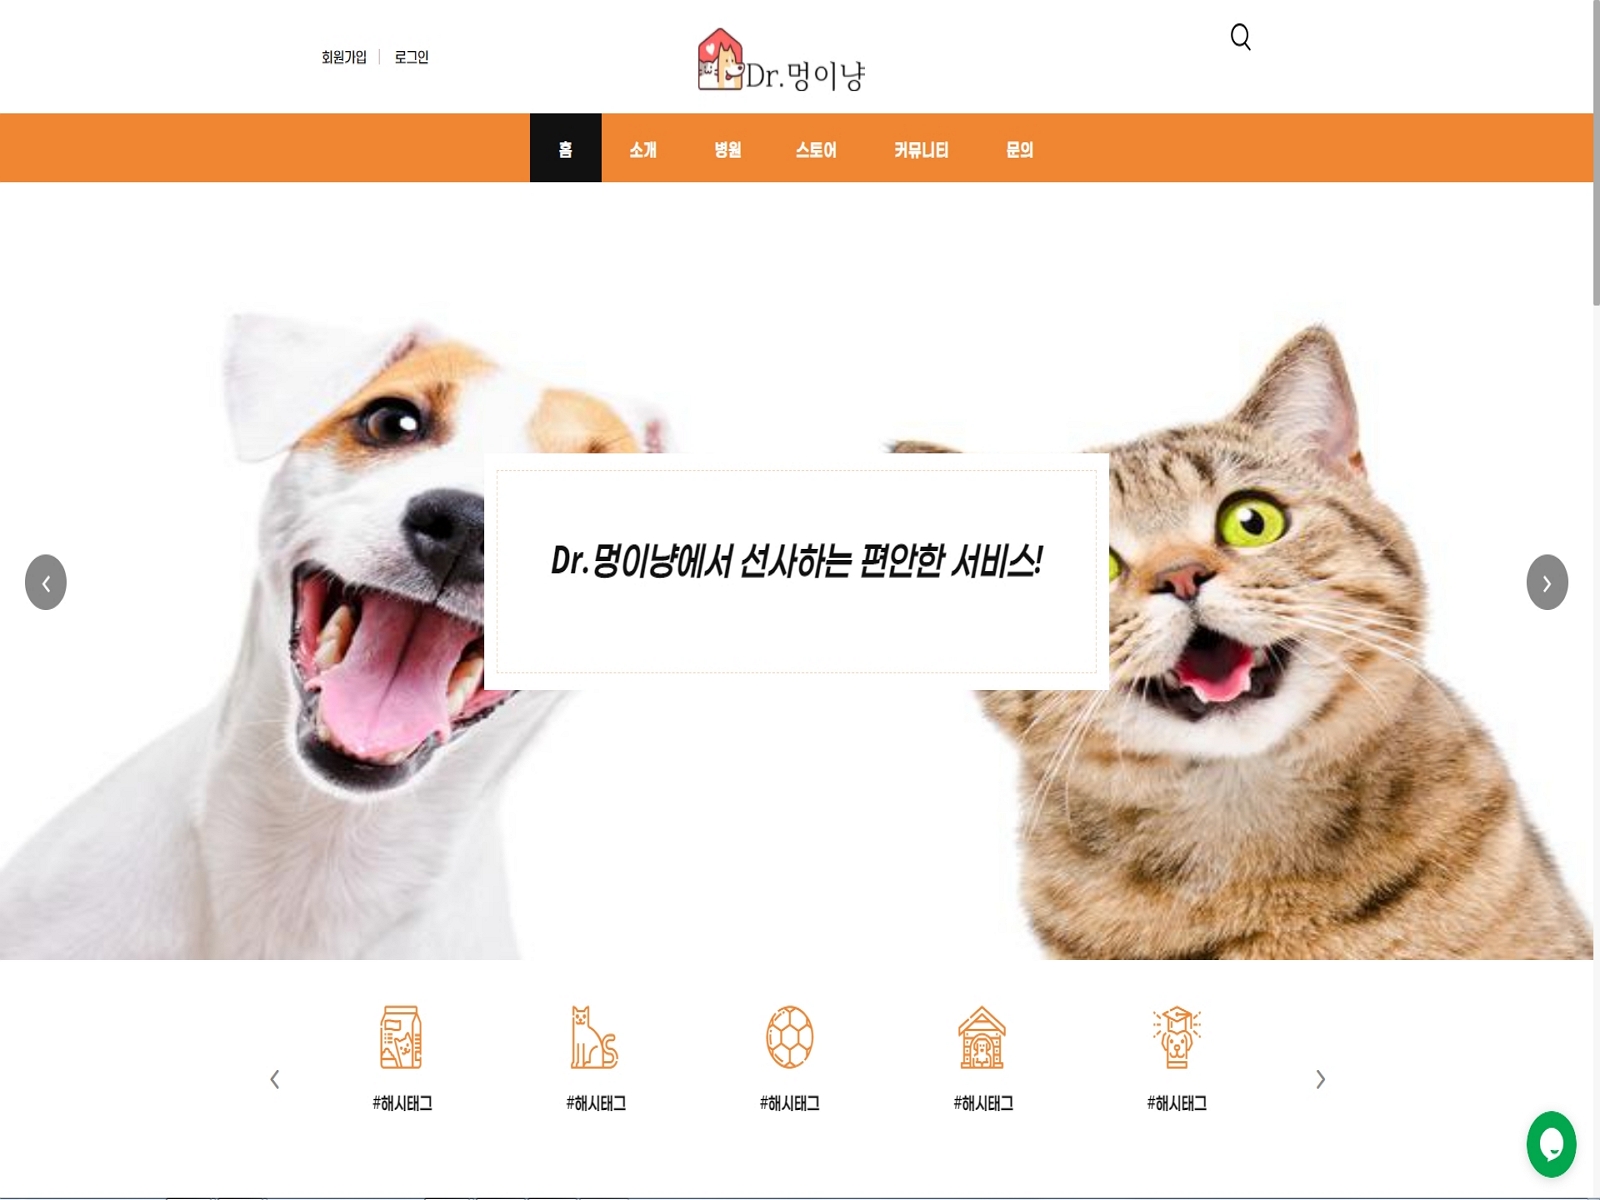 회원가입 로그인
Dr.멍이냥
홈 소개 병원 스토어 커뮤니티 문의
Dr.멍이냥에서 선사하는 편안한 서비스!
#해시태그 #해시태그 #해시태그 #해시태그 #해시태그